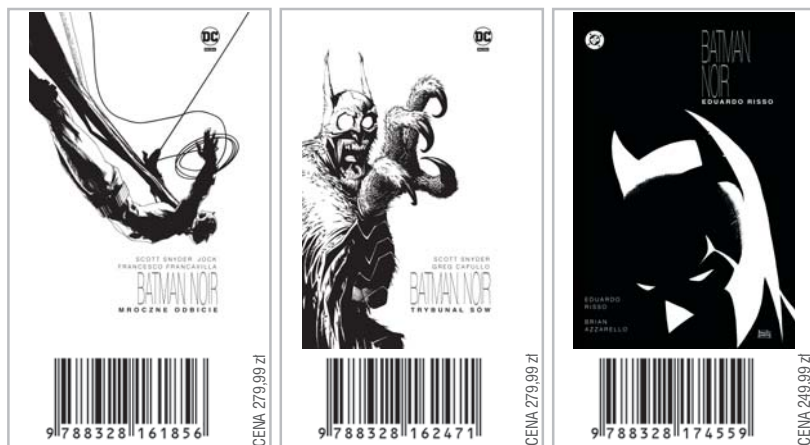 DC
SCOTT SNYDER JOCK
FRANCESCO FRANCAVILLA
BATMAN NOIR
MROCZNE ODBICIE
9 788328 161856
CENA 279,99 zł
DC
SCOTT SNYDER
GREG CAPULLO
BATMAN NOIR
TRYBUNAŁ SÓW
9 788328 162471
CENA 279,99 zł
BATMAN
NOIR
EDUARDO RISSO
EDUARDO
RISSO
BRIAN
AZZARELLO
9 788328 174559
CENA 249,99 zł